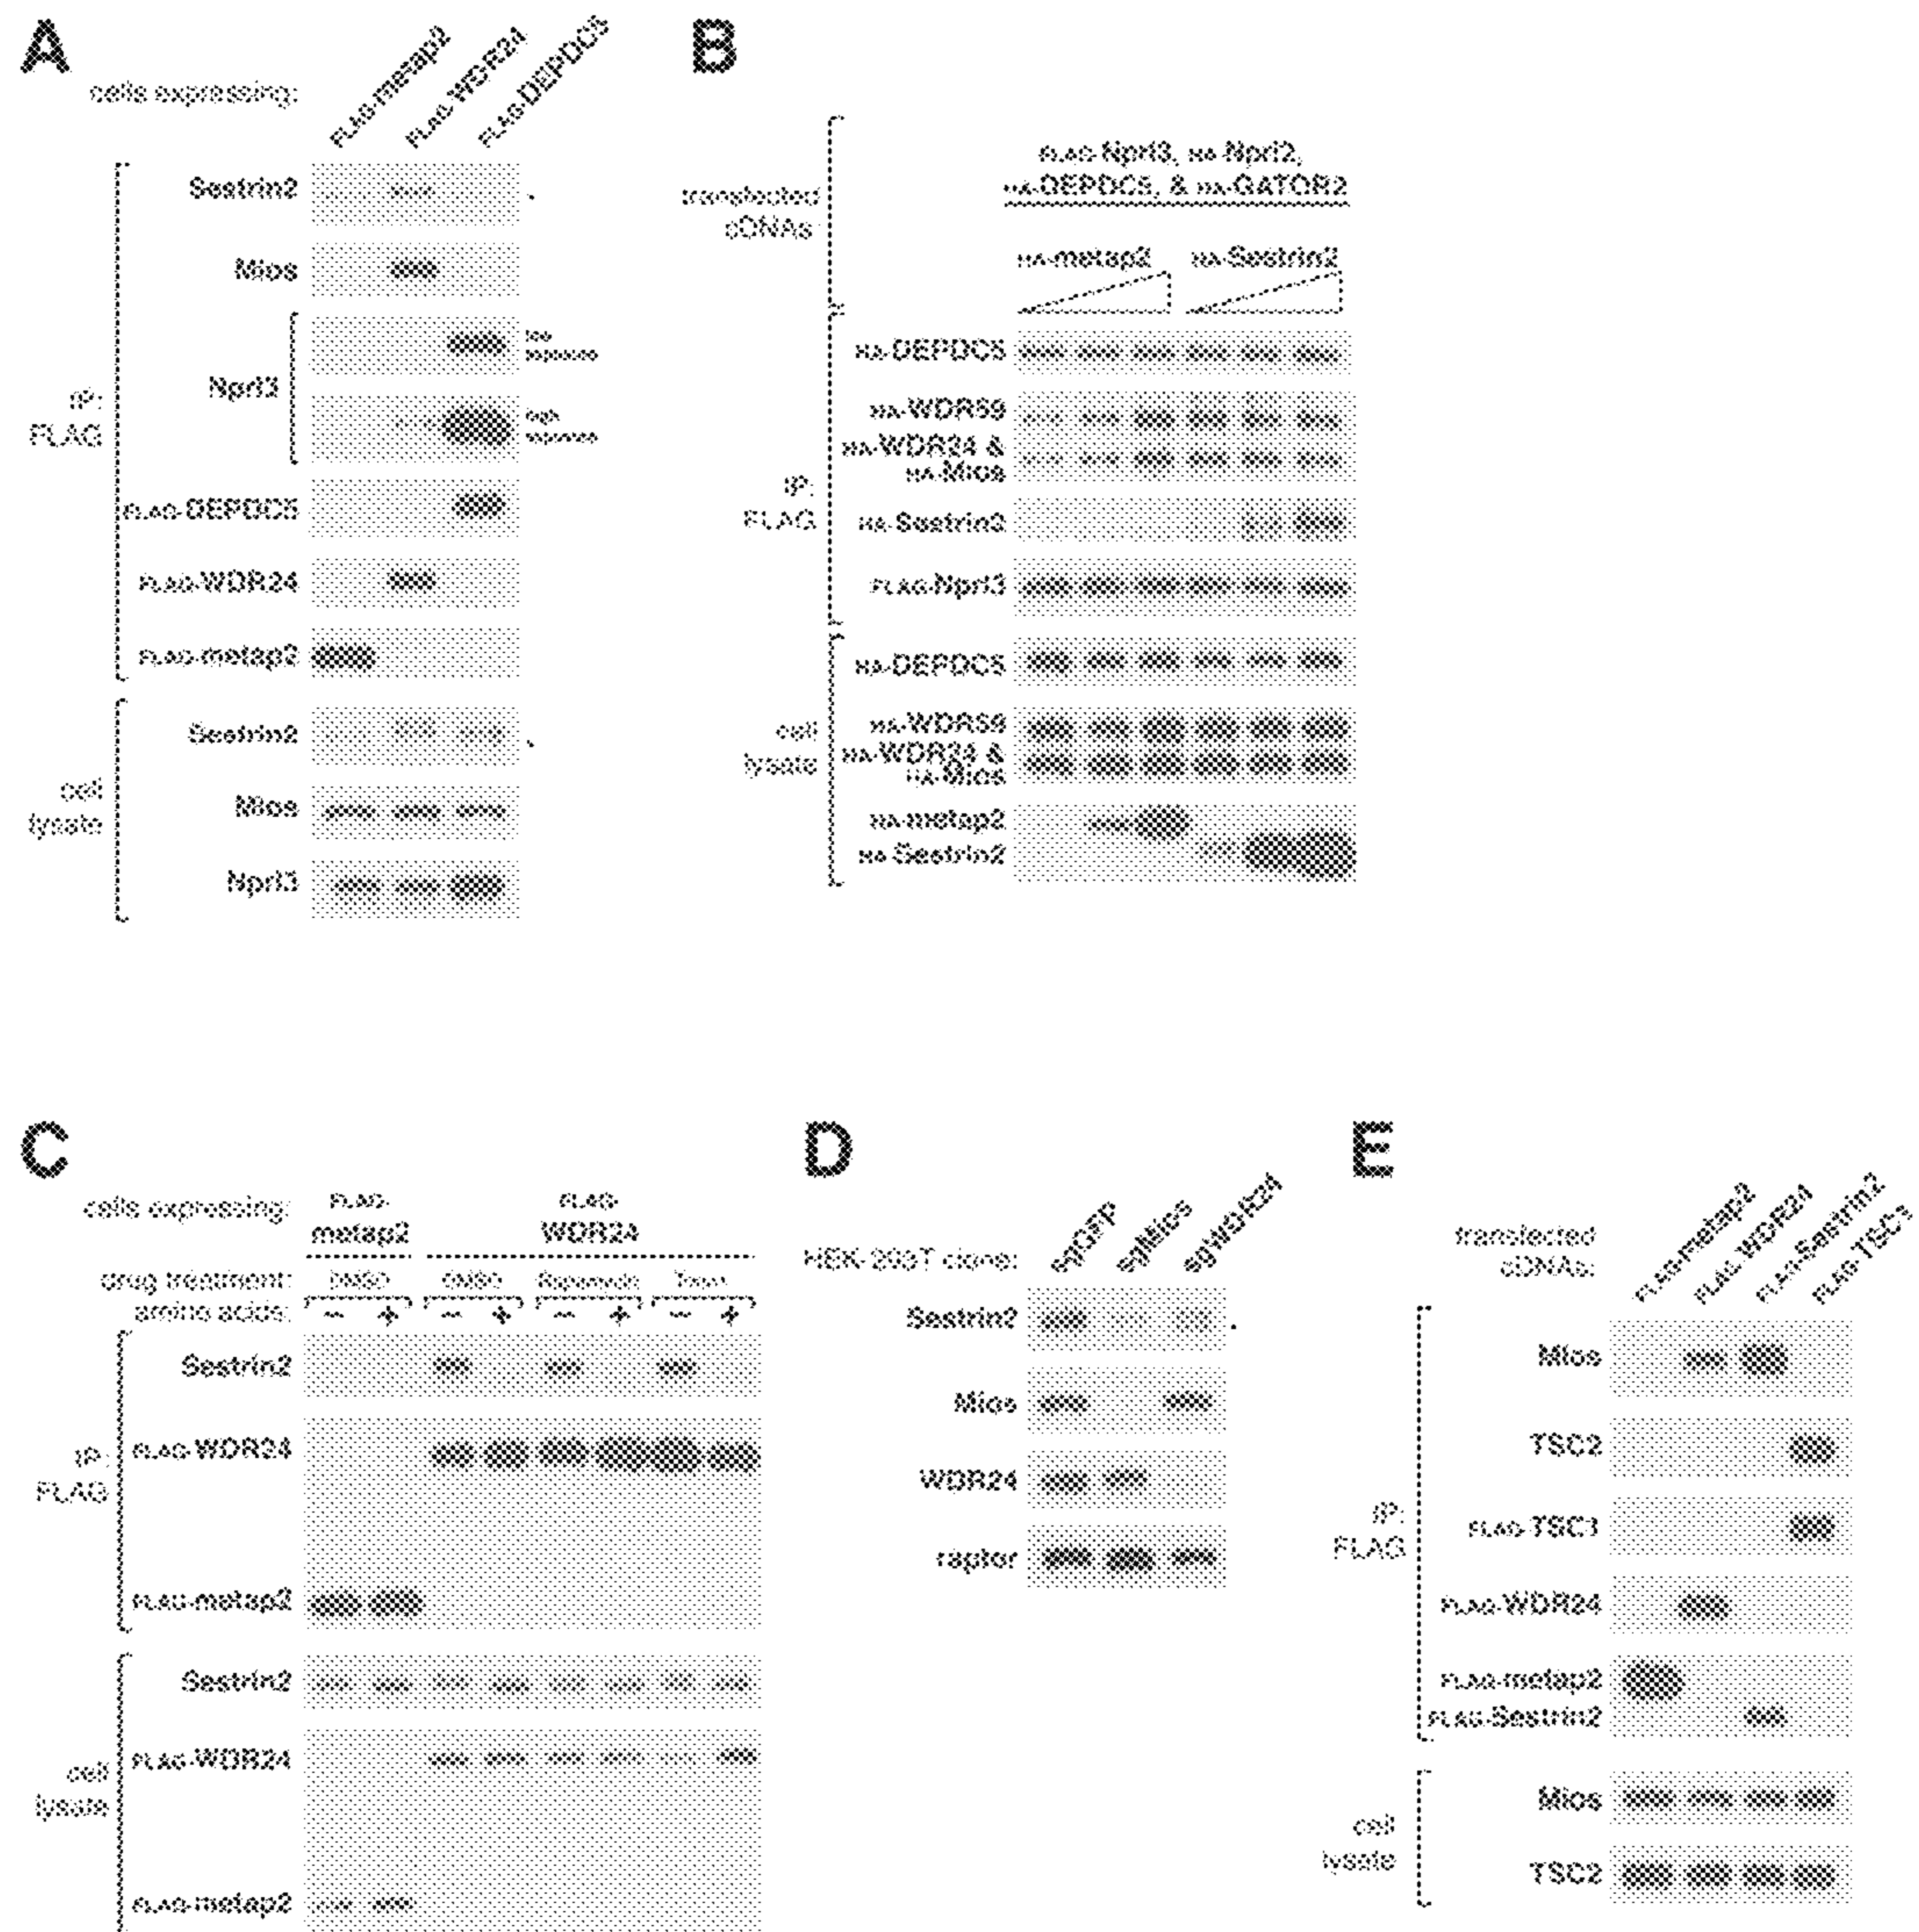 A
cells expressing:
FLAG-metap2
FLAG-WDR24
FLAG-DEPDC5
IP:
FLAG
Sestrin2
Mios
Nprl3
low
exposure
high
exposure
FLAG-DEPDC5
FLAG-WDR24
FLAG-metap2
cell
lysate
Sestrin2
Mios
Nprl3
B
transfected
cDNAs
FLAG-Nprl3, HA-Nprl2,
HA-DEPDC5, & HA-GATOR2
HA-metap2
HA-Sestrin2
IP:
FLAG
HA-DEPDC5
HA-WDR59
HA-WDR24 &
HA-Mios
HA-Sestrin2
FLAG-Nprl3
cell
lysate
HA-DEPDC5
HA-WDR59
HA-WDR24 &
HA-Mios
HA-metap2
HA-Sestrin2
C
cells expressing:
FLAG-
metap2
FLAG-
WDR24
drug treatment: DMSO DMSO Rapamycin
amino acids: - + - + - + - +
IP:
FLAG
Sestrin2
FLAG-WDR24
FLAG-metap2
cell
lysate
Sestrin2
FLAG-WDR24
FLAG-metap2
D
HEK-293T clone:
sgGFP
sgMios
sgWDR24
Sestrin2
Mios
WDR24
raptor
E
transfected
cDNAs:
FLAG-metap2
FLAG-WDR24
FLAG-Sestrin2
FLAG-TSC1
IP:
FLAG
Mios
TSC2
FLAG-TSC1
FLAG-WDR24
FLAG-metap2
FLAG-Sestrin2
cell
lysate
Mios
TSC2